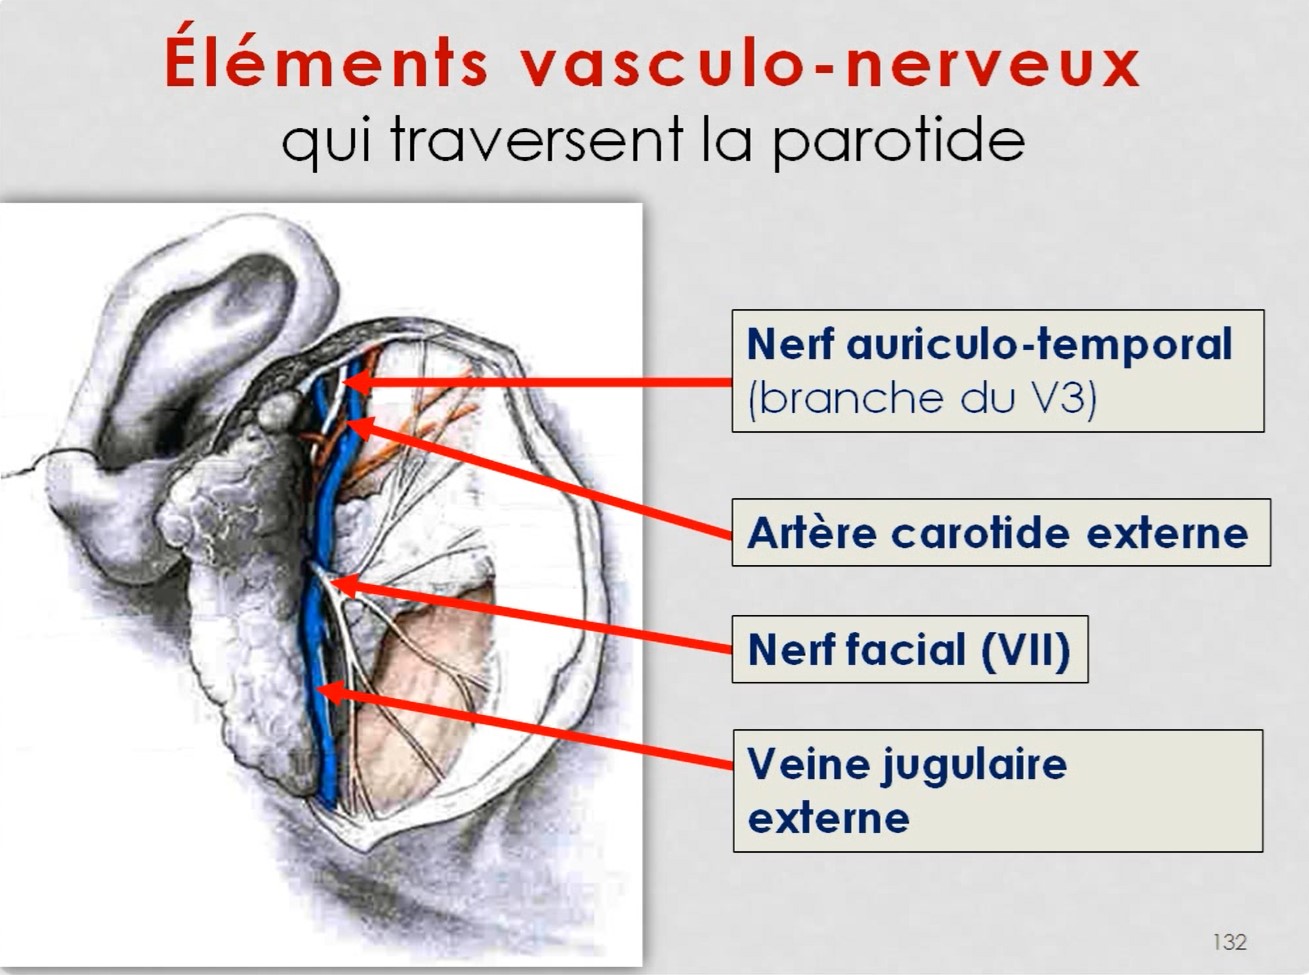 Éléments vasculo-nerveux
qui traversent la parotide
Nerf auriculo-temporal
(branche du V3)
Artère carotide externe
Nerf facial (VII)
Veine jugulaire
externe
132